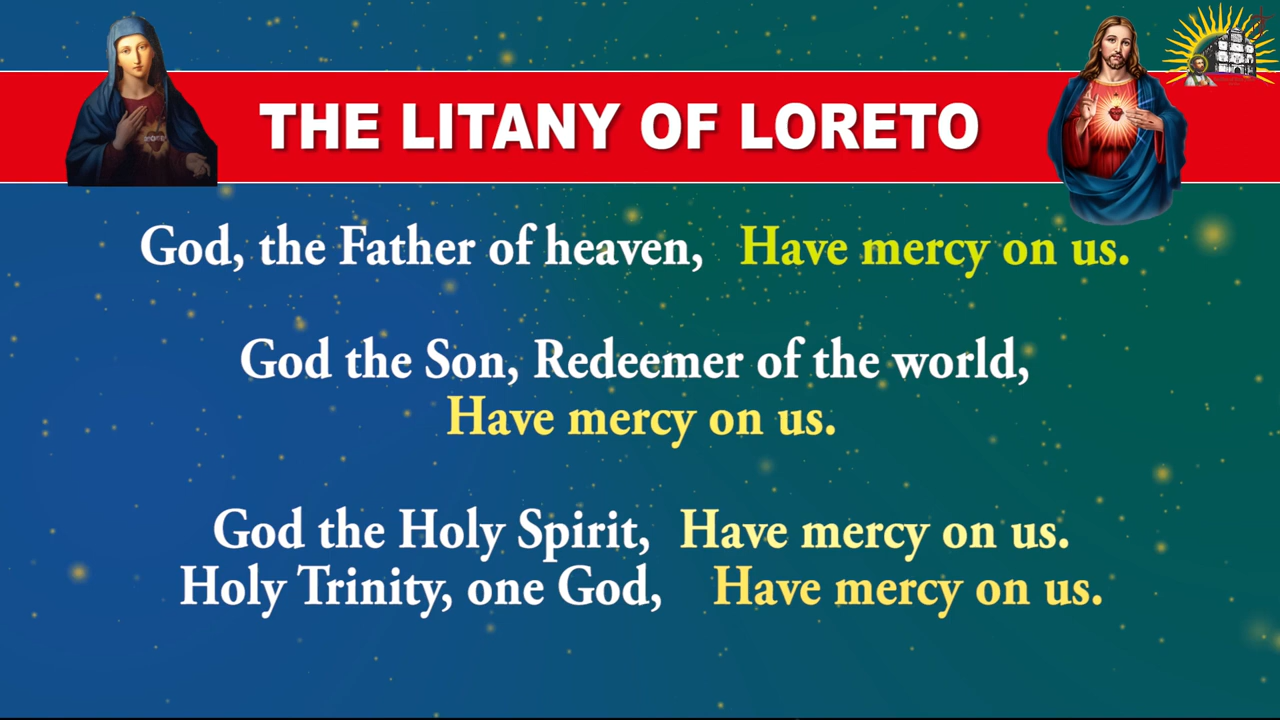 THE LITANY OF LORETO
God, the Father of heaven, Have mercy on us.
God the Son, Redeemer of the world,
Have mercy on us.
God the Holy Spirit, Have mercy on us.
Holy Trinity, one God, Have mercy on us.